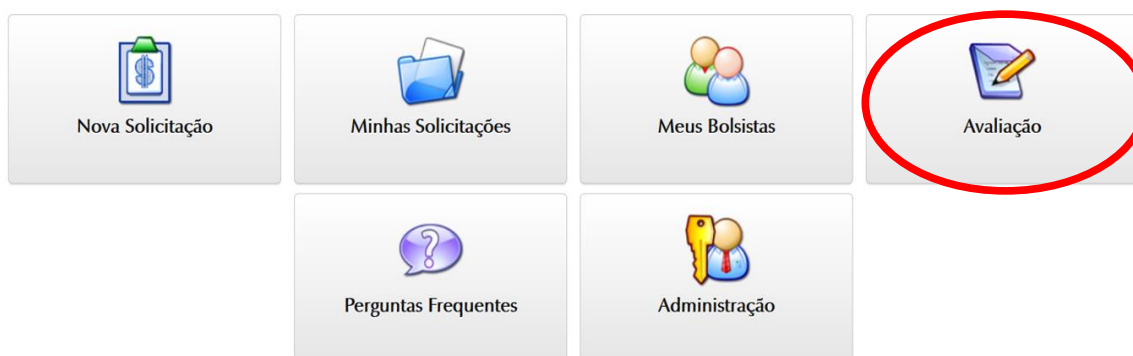 Nova Solicitação
Minhas Solicitações
Meus Bolsistas
Avaliação
Perguntas Frequentes
Administração